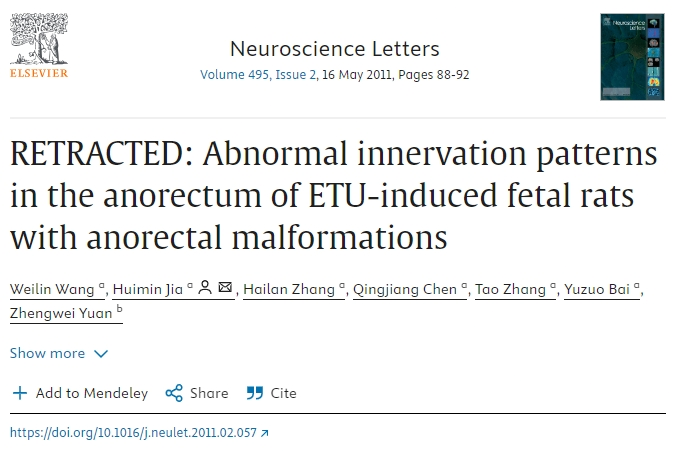 ELSEVIER
Neuroscience Letters
Volume 495, Issue 2, 16 May 2011, Pages 88-92
Neuroscience
Letters
RETRACTED: Abnormal innervation patterns
in the anorectum of ETU-induced fetal rats
with anorectal malformations
Weilin Wang a, Huimin Jia a, Hailan Zhang a, Qingjiang Chen a, Tao Zhang a, Yuzuo Bai a,
Zhengwei Yuan b
Show more
Add to Mendeley Share Cite
https://doi.org/10.1016/j.neulet.2011.02.057